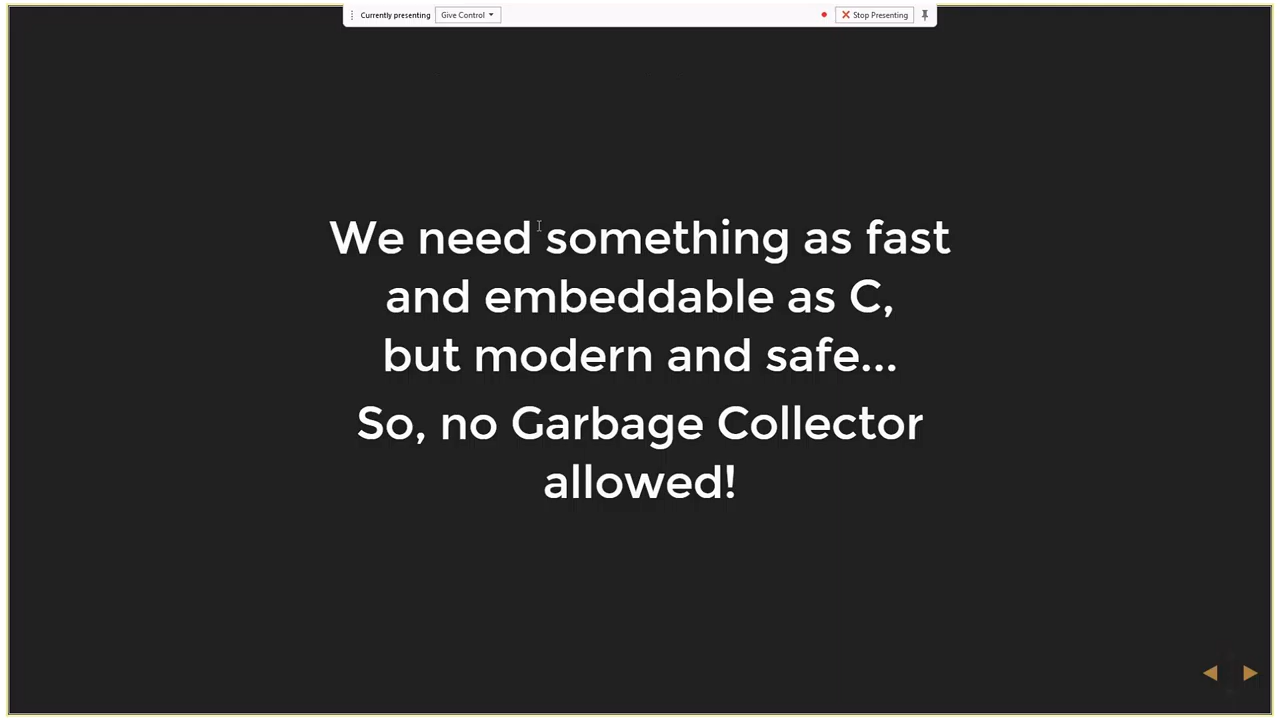 Currently presenting Give Control Stop Presenting
We need something as fast
and embeddable as C,
but modern and safe...
So, no Garbage Collector
allowed!